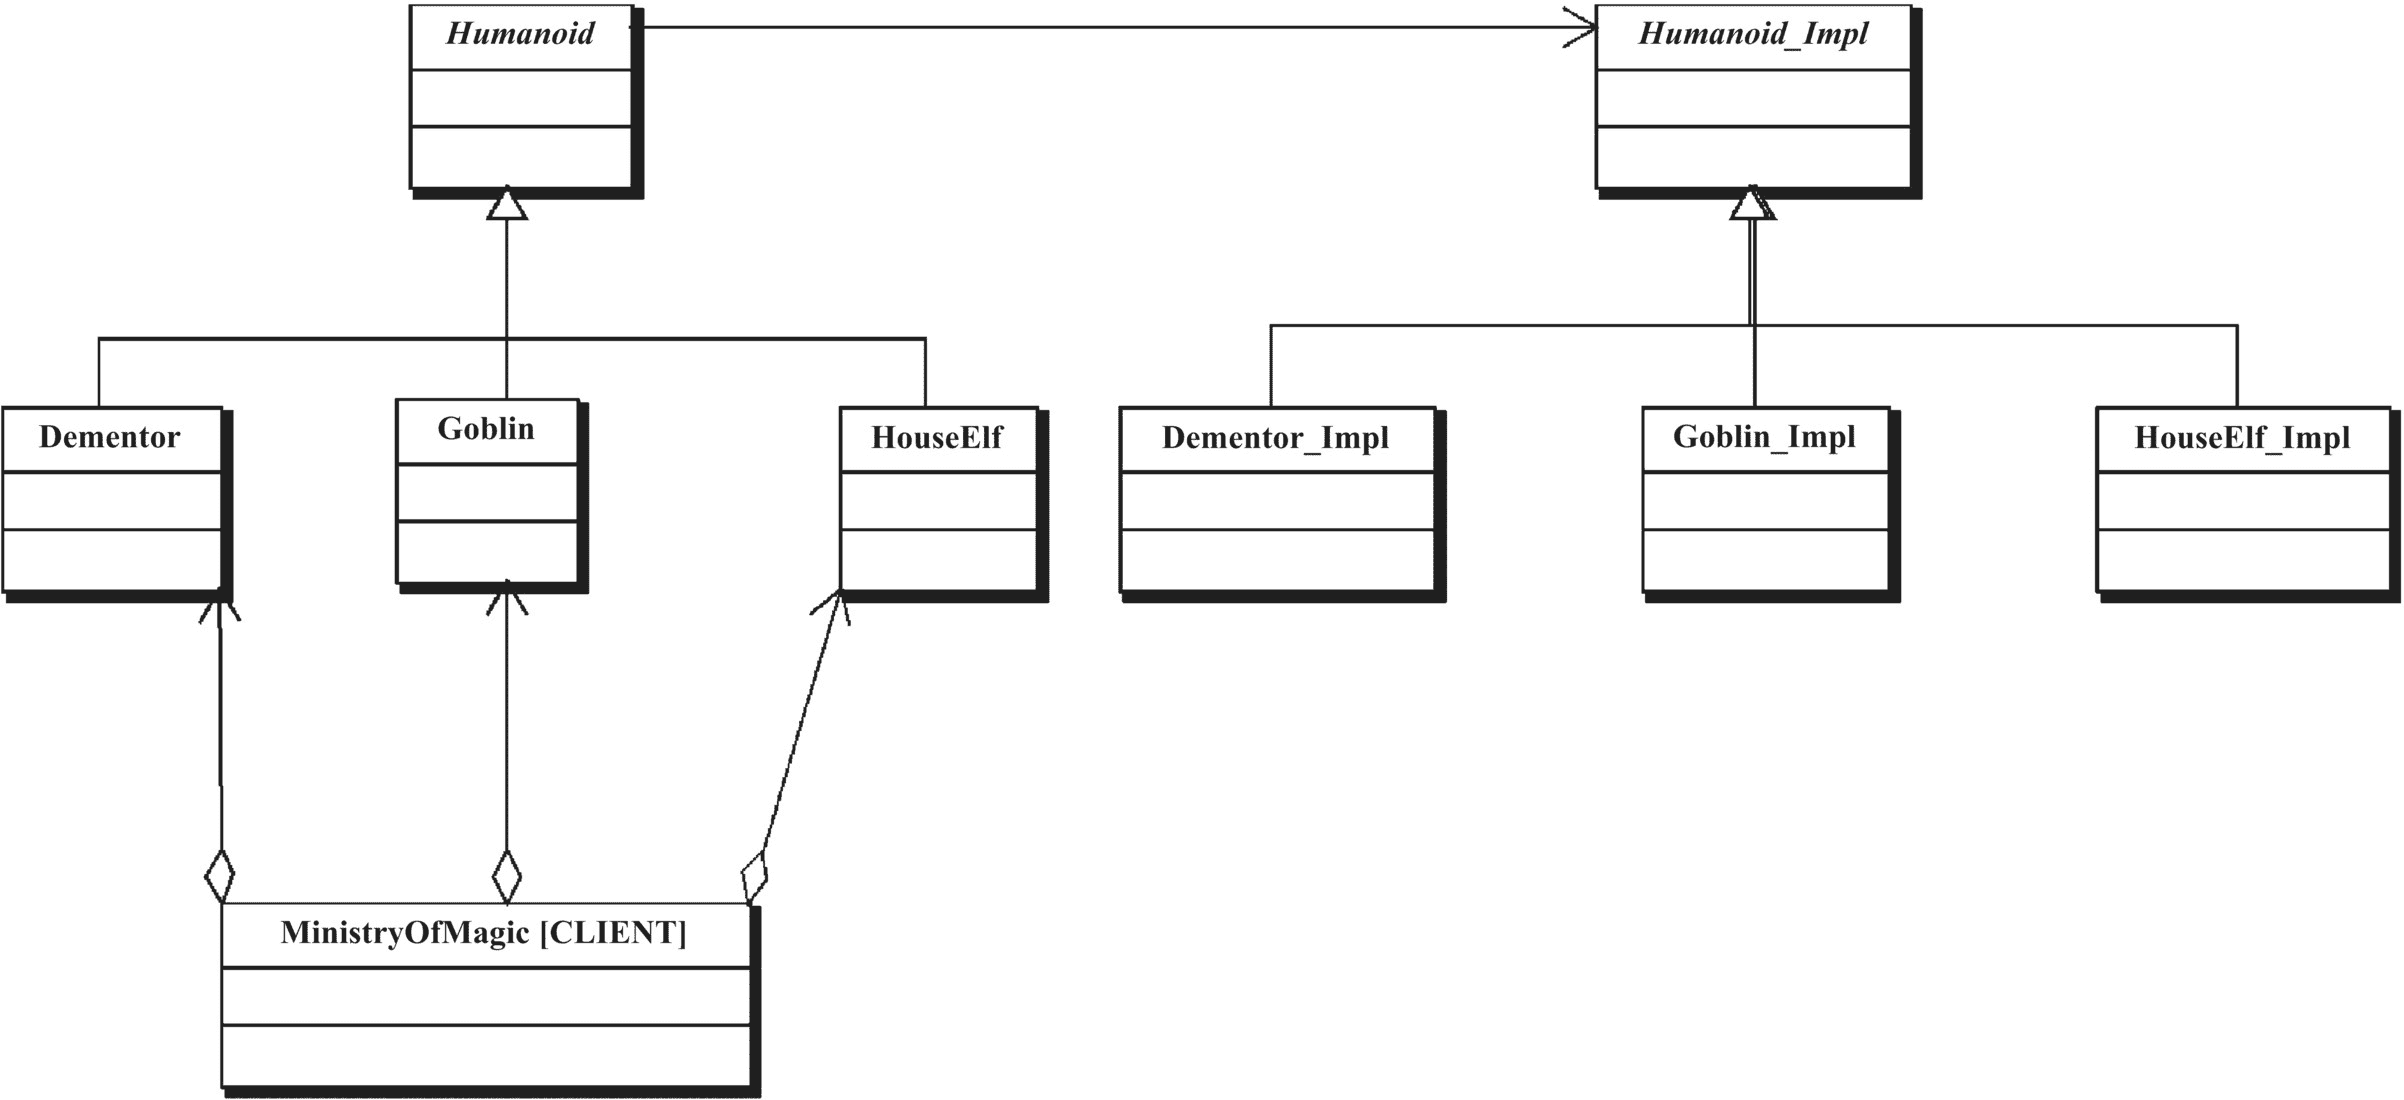 Humanoid
Humanoid_Impl
Dementor
Goblin
HouseElf
Dementor_Impl
Goblin_Impl
HouseElf_Impl
MinistryOfMagic [CLIENT]